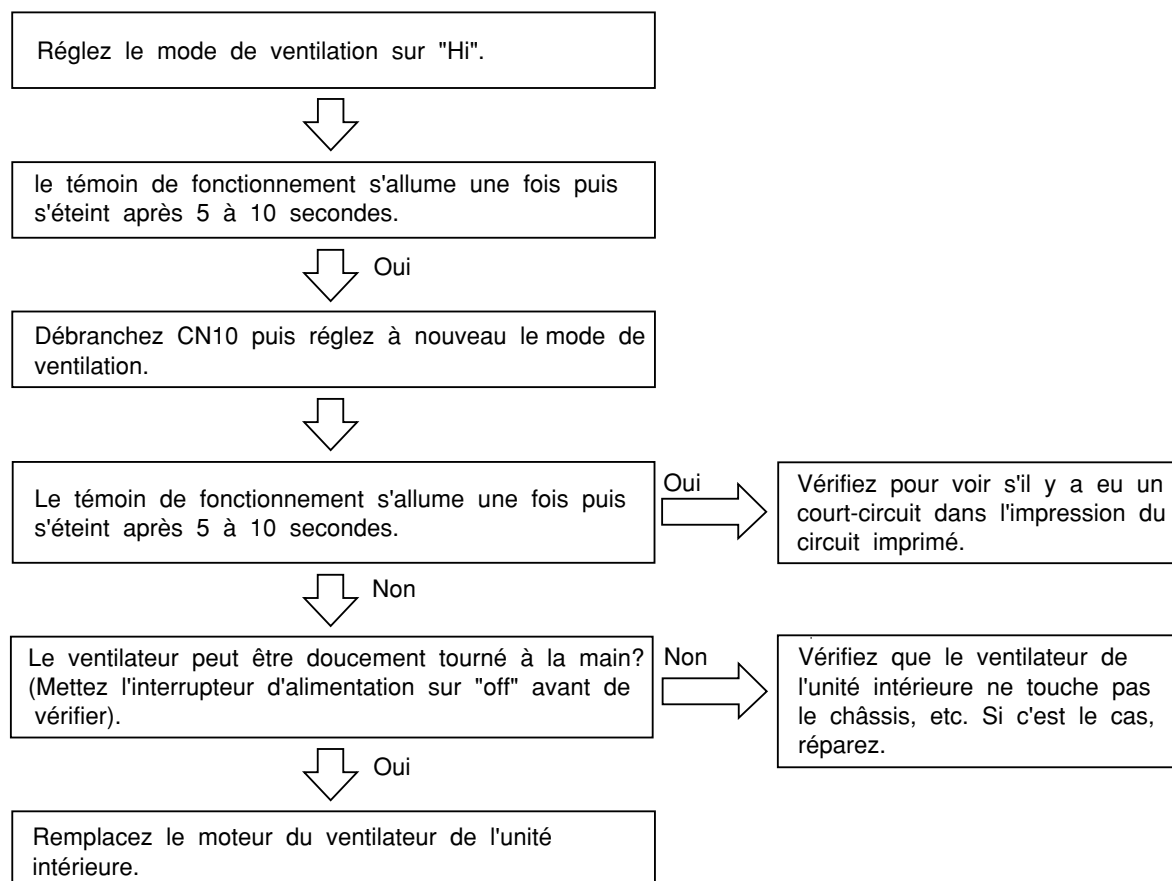 Réglez le mode de ventilation sur "Hi".
le témoin de fonctionnement s'allume une fois puis
s'éteint après 5 à 10 secondes.
Oui
Débranchez CN10 puis réglez à nouveau le mode de
ventilation.
Le témoin de fonctionnement s'allume une fois puis
s'éteint après 5 à 10 secondes.
Oui
Vérifiez pour voir s'il y a eu un
court-circuit dans l'impression du
circuit imprimé.
Non
Le ventilateur peut être doucement tourné à la main?
(Mettez l'interrupteur d'alimentation sur "off" avant de
vérifier).
Non
Vérifiez que le ventilateur de
l'unité intérieure ne touche pas
le châssis, etc. Si c'est le cas,
réparez.
Oui
Remplacez le moteur du ventilateur de l'unité
intérieure.